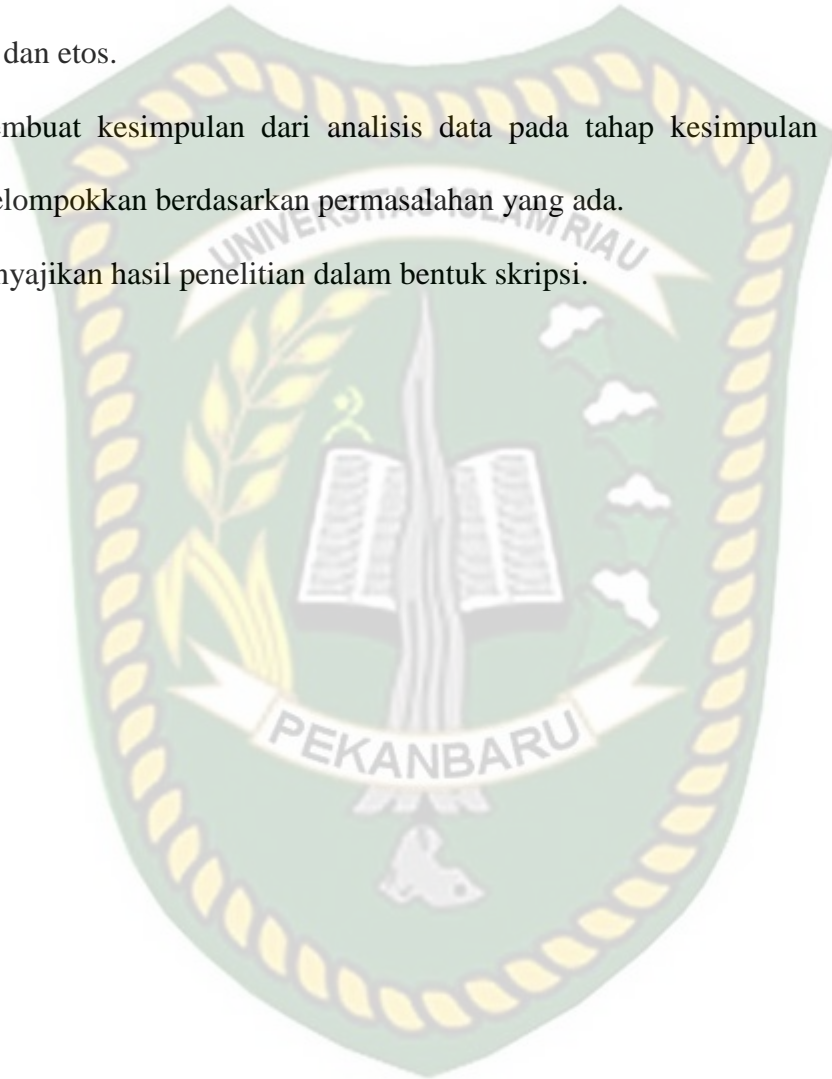 dan etos.
embuat kesimpulan dari analisis data pada tahap kesimpulan
elompokkan berdasarkan permasalahan yang ada.
nyajikan hasil penelitian dalam bentuk skripsi.
UNIVERSITAS ISLAM RIAU
PEKANBARU